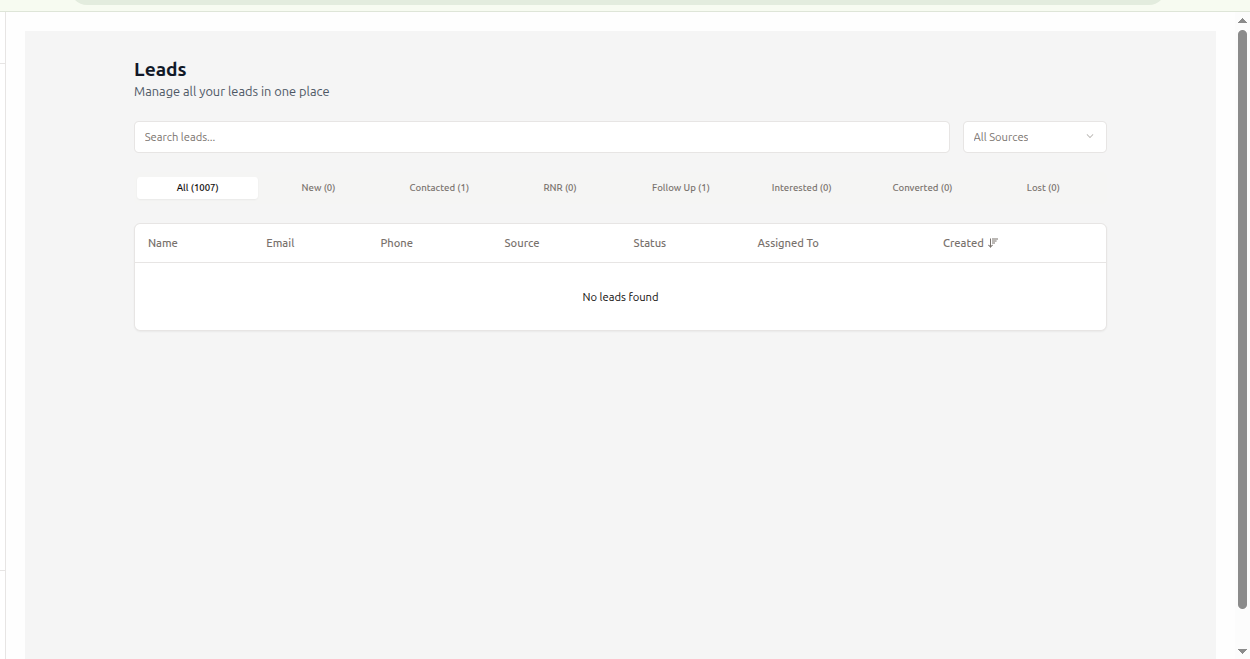 Leads
Manage all your leads in one place
Search leads...
All Sources
All (1007) New (0) Contacted (1) RNR (0) Follow Up (1) Interested (0) Converted (0) Lost (0)
Name Email Phone Source Status Assigned To Created
No leads found